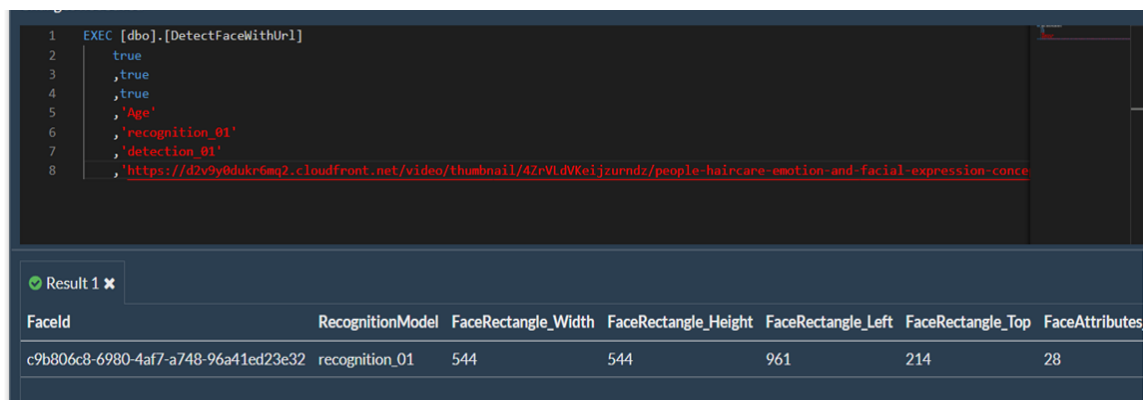 1 EXEC [dbo].[DetectFaceWithUrl]
2 true
3 ,true
4 ,true
5 ,'Age'
6 ,'recognition_01'
7 ,'detection_01'
8 ,'https://d2v9y0dukr6mq2.cloudfront.net/video/thumbnail/4ZrVLdVKeijzurndz/people-haircare-emotion-and-facial-expression-conce
Result 1 ✖
FaceId RecognitionModel FaceRectangle_Width FaceRectangle_Height FaceRectangle_Left FaceRectangle_Top FaceAttributes_
c9b806c8-6980-4af7-a748-96a41ed23e32 recognition_01 544 544 961 214 28